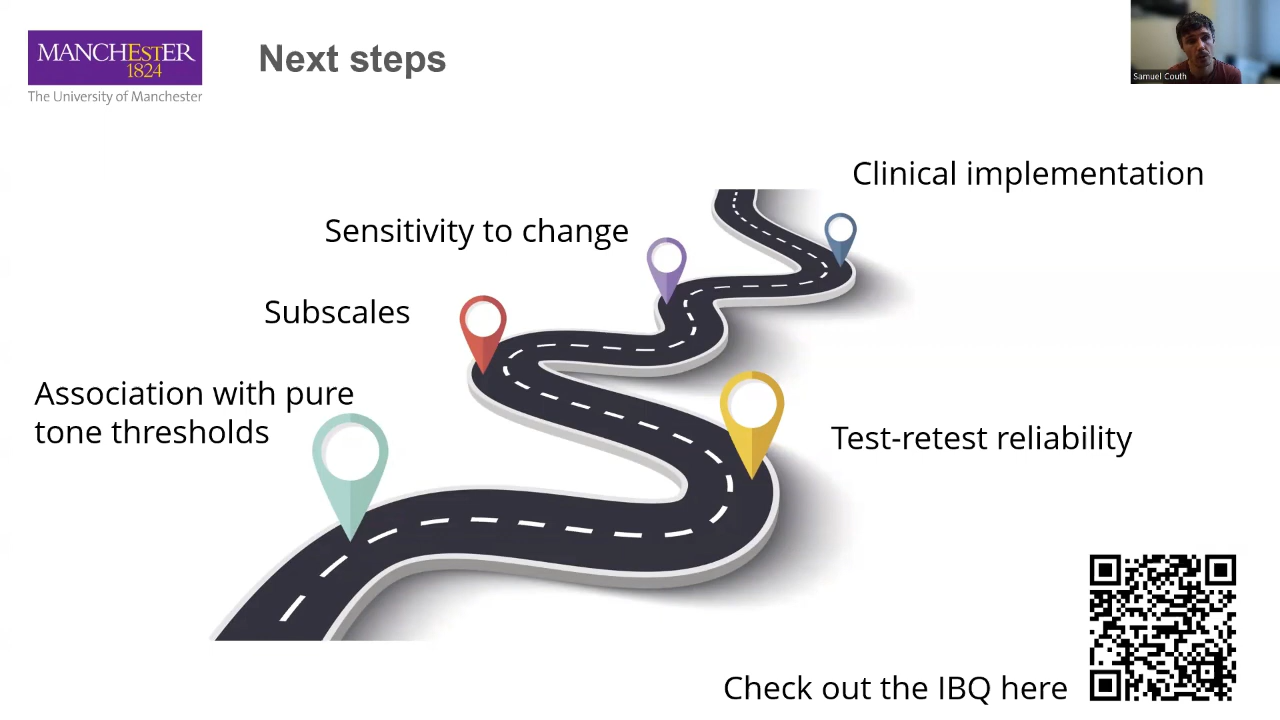 MANCHESTER
1824
The University of Manchester
Next steps
Samuel Couth
Clinical implementation
Sensitivity to change
Subscales
Association with pure
tone thresholds
Test-retest reliability
Check out the IBQ here